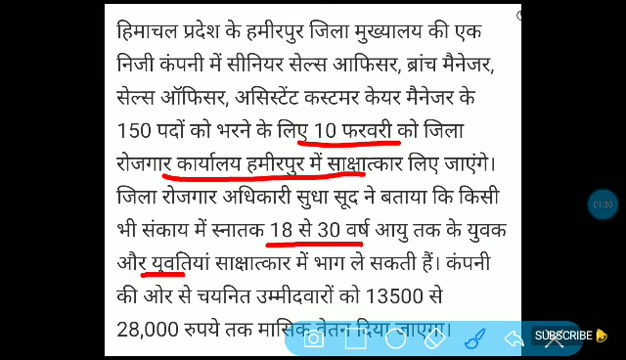 हिमाचल प्रदेश के हमीरपुर जिला मुख्यालय की एक
निजी कंपनी में सीनियर सेल्स आफिसर, ब्रांच मैनेजर,
सेल्स ऑफिसर, असिस्टेंट कस्टमर केयर मैनेजर के
150 पदों को भरने के लिए 10 फरवरी को जिला
रोजगार कार्यालय हमीरपुर में साक्षात्कार लिए जाएंगे।
जिला रोजगार अधिकारी सुधा सूद ने बताया कि किसी
भी संकाय में स्नातक 18 से 30 वर्ष आयु तक के युवक
और युवतियां साक्षात्कार में भाग ले सकती हैं। कंपनी
की ओर से चयनित उम्मीदवारों को 13500 से
28,000 रुपये तक मासिक वेतन दिया जाएगा।
01:30
SUBSCRIBE